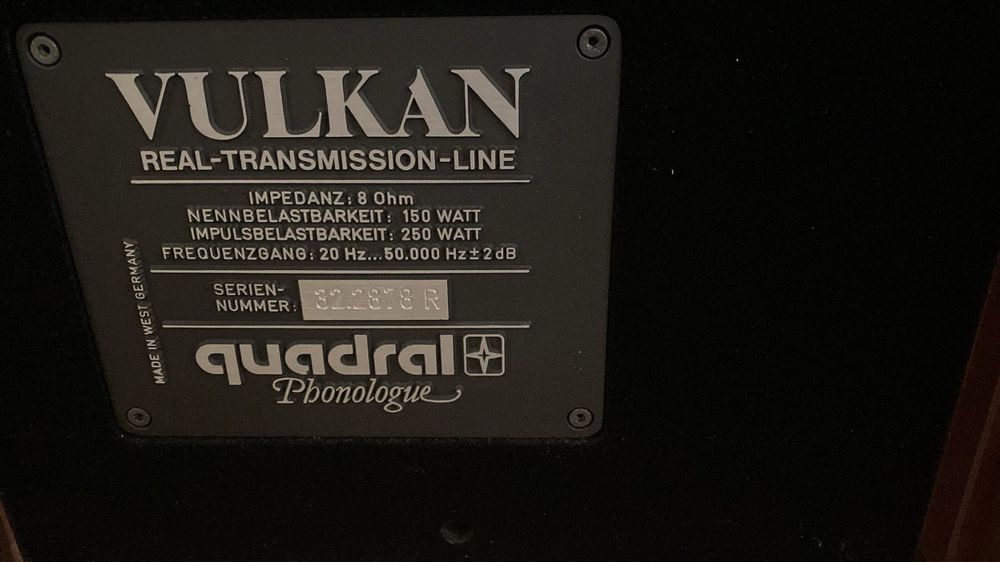 VULKAN
REAL-TRANSMISSION-LINE
IMPEDANZ: 8 Ohm
NENNBELASTBARKEIT: 150 WATT
IMPULSBELASTBARKEIT: 250 WATT
FREQUENZGANG: 20 Hz...50.000 Hz±2dB
SERIEN-
NUMMER: 32.2878 R
MADE IN WEST GERMANY
quadral
Phonologue